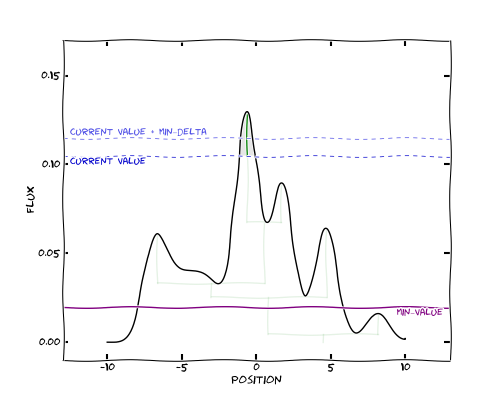 0.15
CURRENT VALUE + MIN-DELTA
CURRENT VALUE
0.10
FLUX
0.05
MIN-VALUE
0.00
-10 -5 0 5 10
POSITION